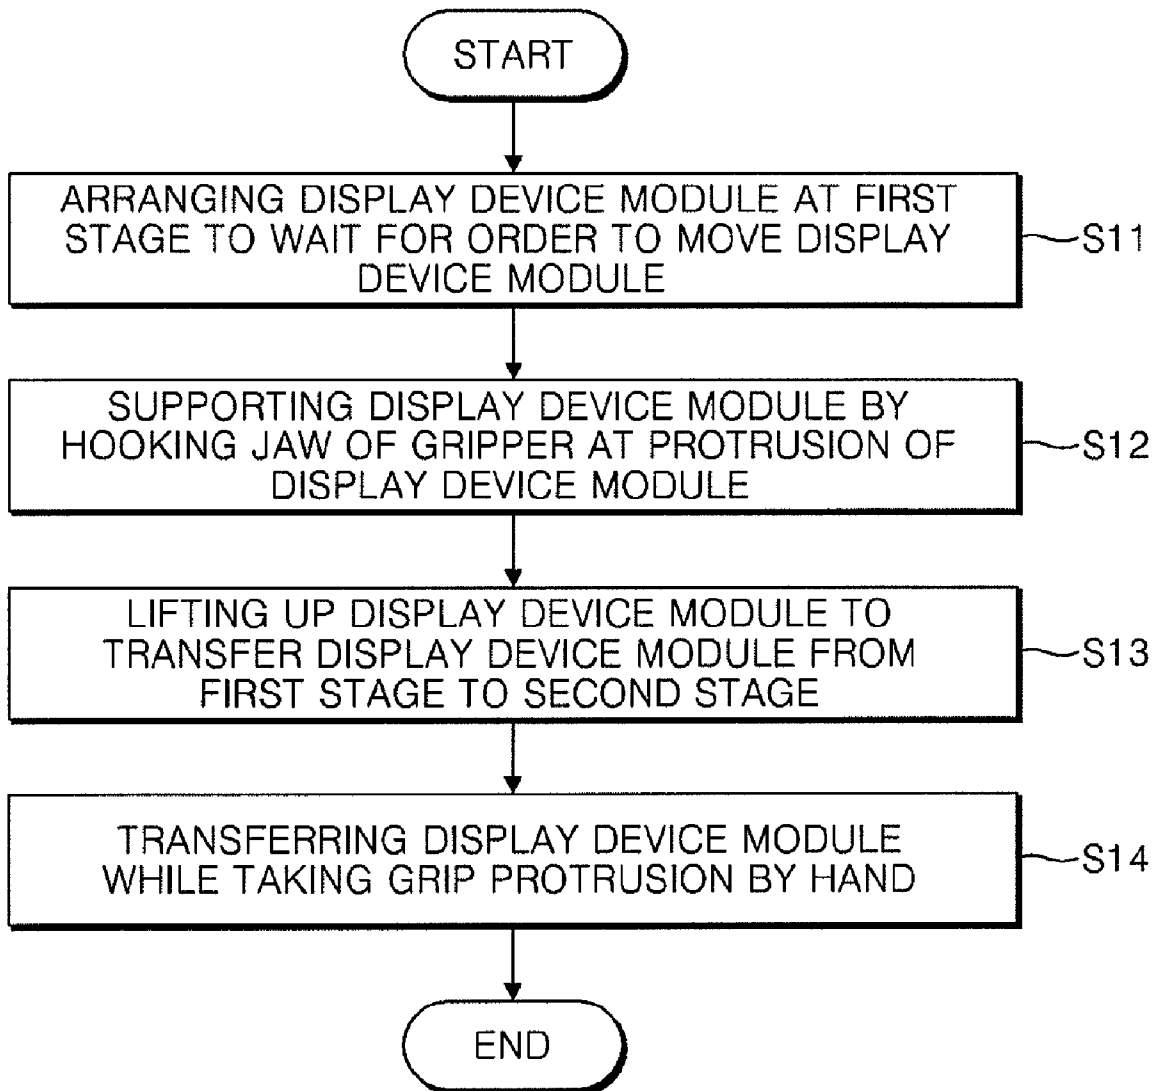 START
ARRANGING DISPLAY DEVICE MODULE AT FIRST
STAGE TO WAIT FOR ORDER TO MOVE DISPLAY
DEVICE MODULE
S11
SUPPORTING DISPLAY DEVICE MODULE BY
HOOKING JAW OF GRIPPER AT PROTRUSION OF
DISPLAY DEVICE MODULE
S12
LIFTING UP DISPLAY DEVICE MODULE TO
TRANSFER DISPLAY DEVICE MODULE FROM
FIRST STAGE TO SECOND STAGE
S13
TRANSFERRING DISPLAY DEVICE MODULE
WHILE TAKING GRIP PROTRUSION BY HAND
S14
END